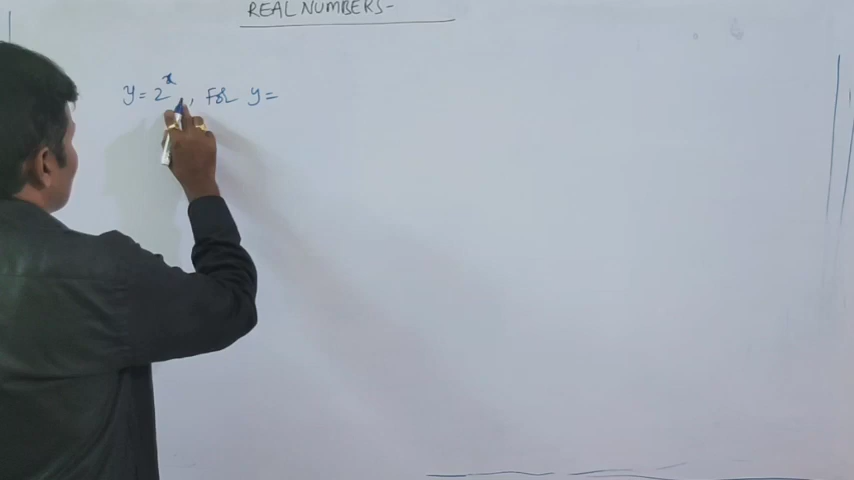 REAL NUMBERS-
y = 2^x, For y =